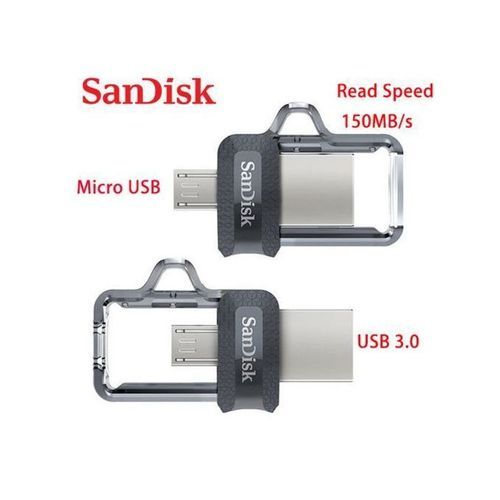 SanDisk
Read Speed
150MB/s
Micro USB
SanDisk
SanDisk
USB 3.0